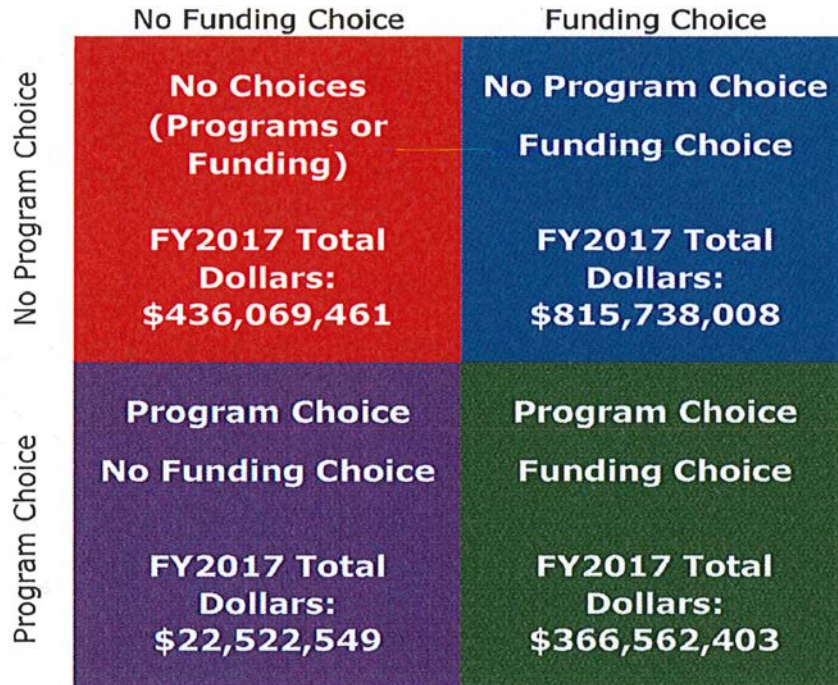 No Funding Choice
Funding Choice
No Program Choice
No Choices
(Programs or
Funding)
FY2017 Total
Dollars:
$436,069,461
No Program Choice
Funding Choice
FY2017 Total
Dollars:
$815,738,008
Program Choice
Program Choice
No Funding Choice
FY2017 Total
Dollars:
$22,522,549
Program Choice
Funding Choice
FY2017 Total
Dollars:
$366,562,403